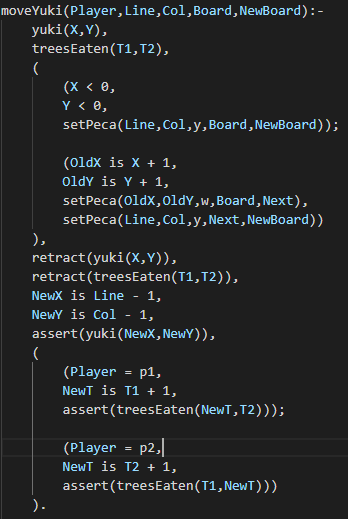 moveYuki(Player,Line,Col,Board,NewBoard):-
    yuki(X,Y),
    treesEaten(T1,T2),
    (
        (X < 0,
        Y < 0,
        setPeca(Line,Col,y,Board,NewBoard));

        (OldX is X + 1,
        OldY is Y + 1,
        setPeca(OldX,OldY,w,Board,Next),
        setPeca(Line,Col,y,Next,NewBoard))
    ),
    retract(yuki(X,Y)),
    retract(treesEaten(T1,T2)),
    NewX is Line - 1,
    NewY is Col - 1,
    assert(yuki(NewX,NewY)),
    (
        (Player = p1,
        NewT is T1 + 1,
        assert(treesEaten(NewT,T2)));

        (Player = p2,
        NewT is T2 + 1,
        assert(treesEaten(T1,NewT)))
    ).